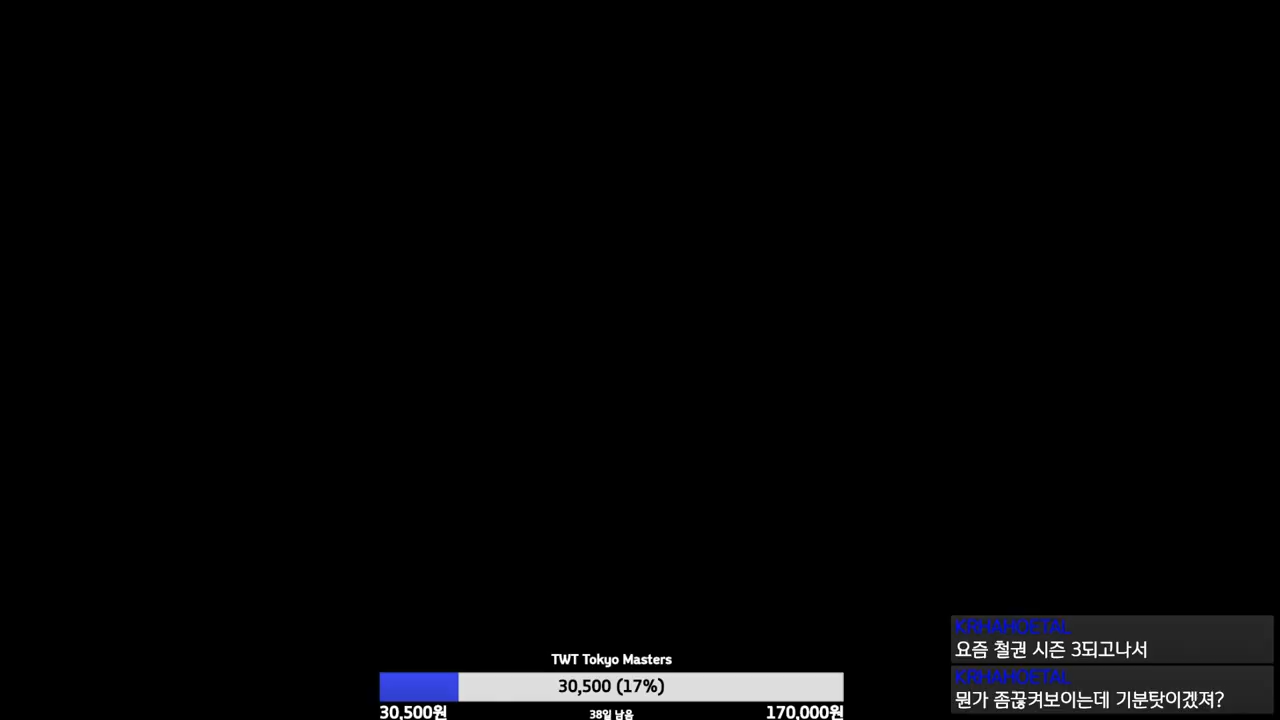 TWT Tokyo Masters
30,500 (17%)
30,500원
38일 남음
170,000원
KRHAHOETAL
요즘 철권 시즌 3되고나서
KRHAHOETAL
뭔가 좀끊켜보이는데 기분탓이겠져?